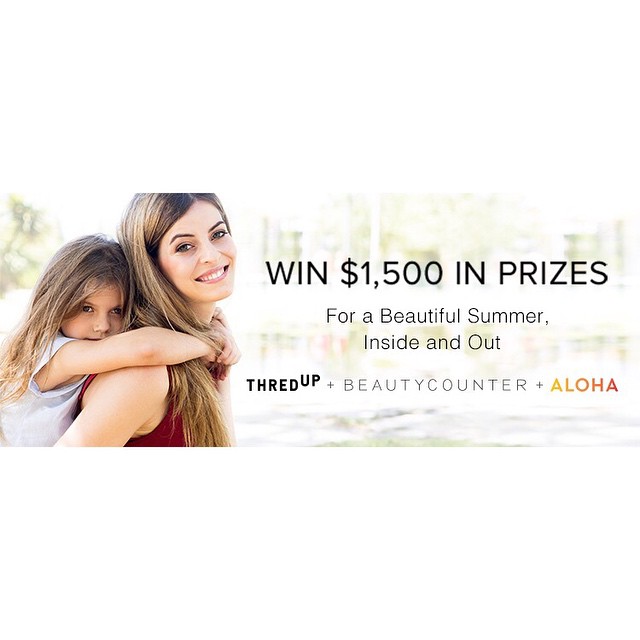 WIN $1,500 IN PRIZES
For a Beautiful Summer,
Inside and Out
THREDUP + BEAUTYCOUNTER + ALOHA